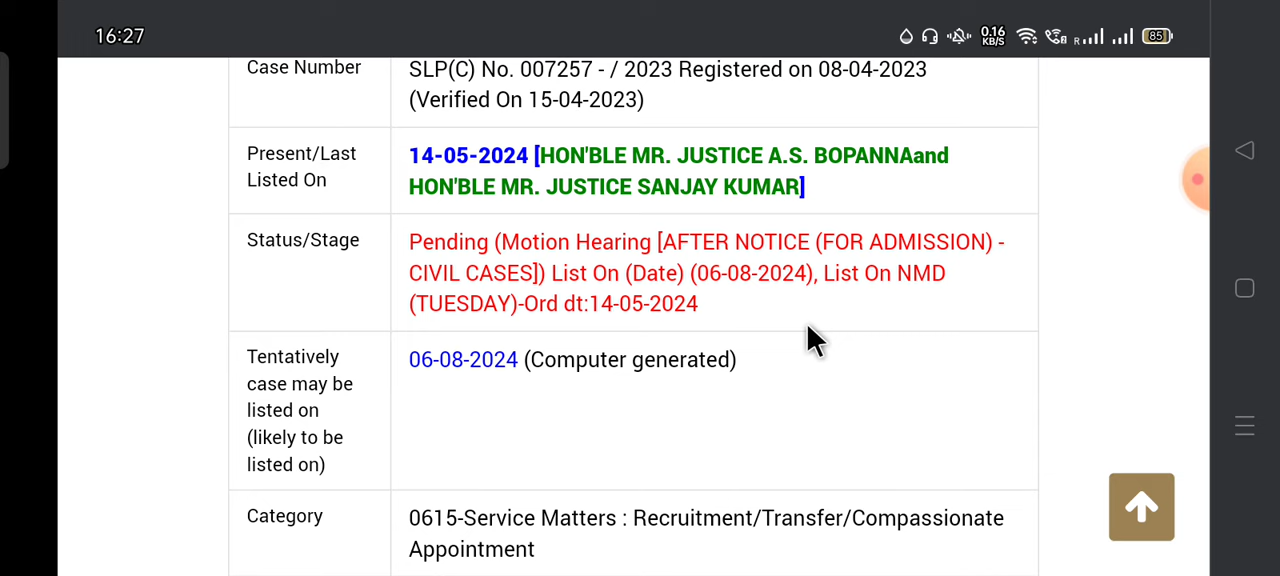 16:27
0.16
KB/S
R
85
Case Number
SLP(C) No. 007257 - / 2023 Registered on 08-04-2023
(Verified On 15-04-2023)
Present/Last
Listed On
14-05-2024 [HON'BLE MR. JUSTICE A.S. BOPANNAand
HON'BLE MR. JUSTICE SANJAY KUMAR]
Status/Stage
Pending (Motion Hearing [AFTER NOTICE (FOR ADMISSION) -
CIVIL CASES]) List On (Date) (06-08-2024), List On NMD
(TUESDAY)-Ord dt:14-05-2024
Tentatively
case may be
listed on
(likely to be
listed on)
06-08-2024 (Computer generated)
Category
0615-Service Matters : Recruitment/Transfer/Compassionate
Appointment